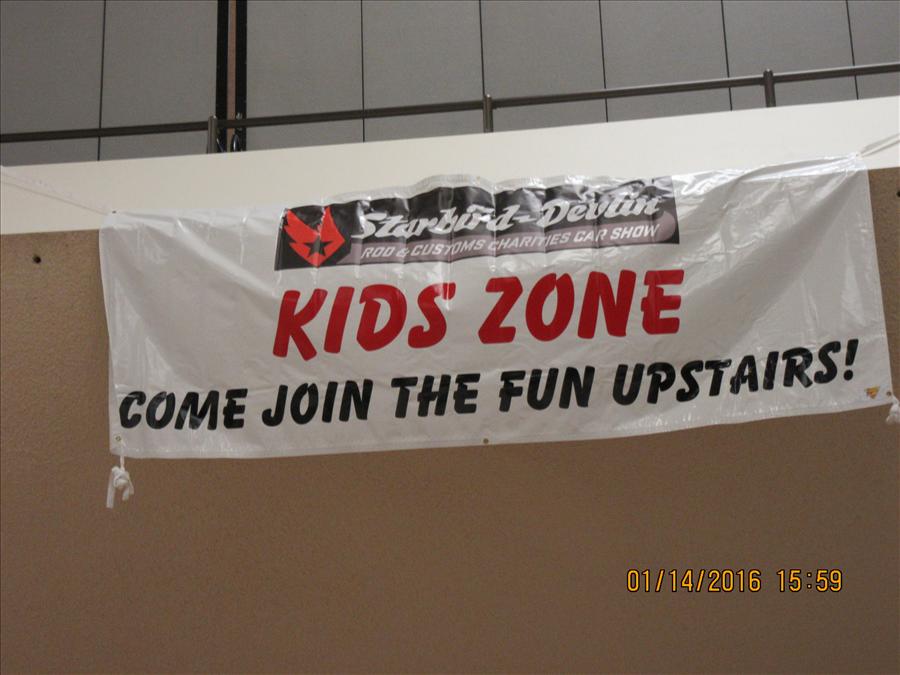 Starbird-Devlin
ROD & CUSTOMS CHARITIES CAR SHOW
KIDS ZONE
COME JOIN THE FUN UPSTAIRS!
01/14/2016 15:59